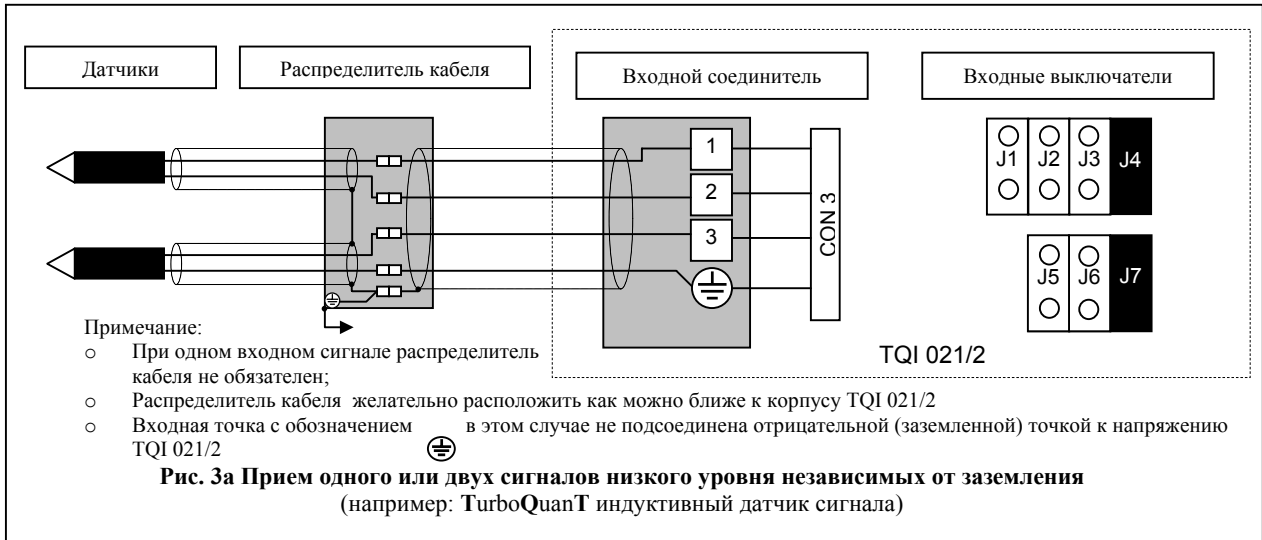 Датчики
Распределитель кабеля
Входной соединитель
Входные выключатели
1
2
3
CON 3
J1 J2 J3 J4
J5 J6 J7
TQI 021/2
Примечание:
o При одном входном сигнале распределитель
кабеля не обязателен;
o Распределитель кабеля желательно расположить как можно ближе к корпусу TQI 021/2
o Входная точка с обозначением в этом случае не подсоединена отрицательной (заземленной) точкой к напряжению
TQI 021/2
Рис. 3а Прием одного или двух сигналов низкого уровня независимых от заземления
(например: TurboQuanT индуктивный датчик сигнала)